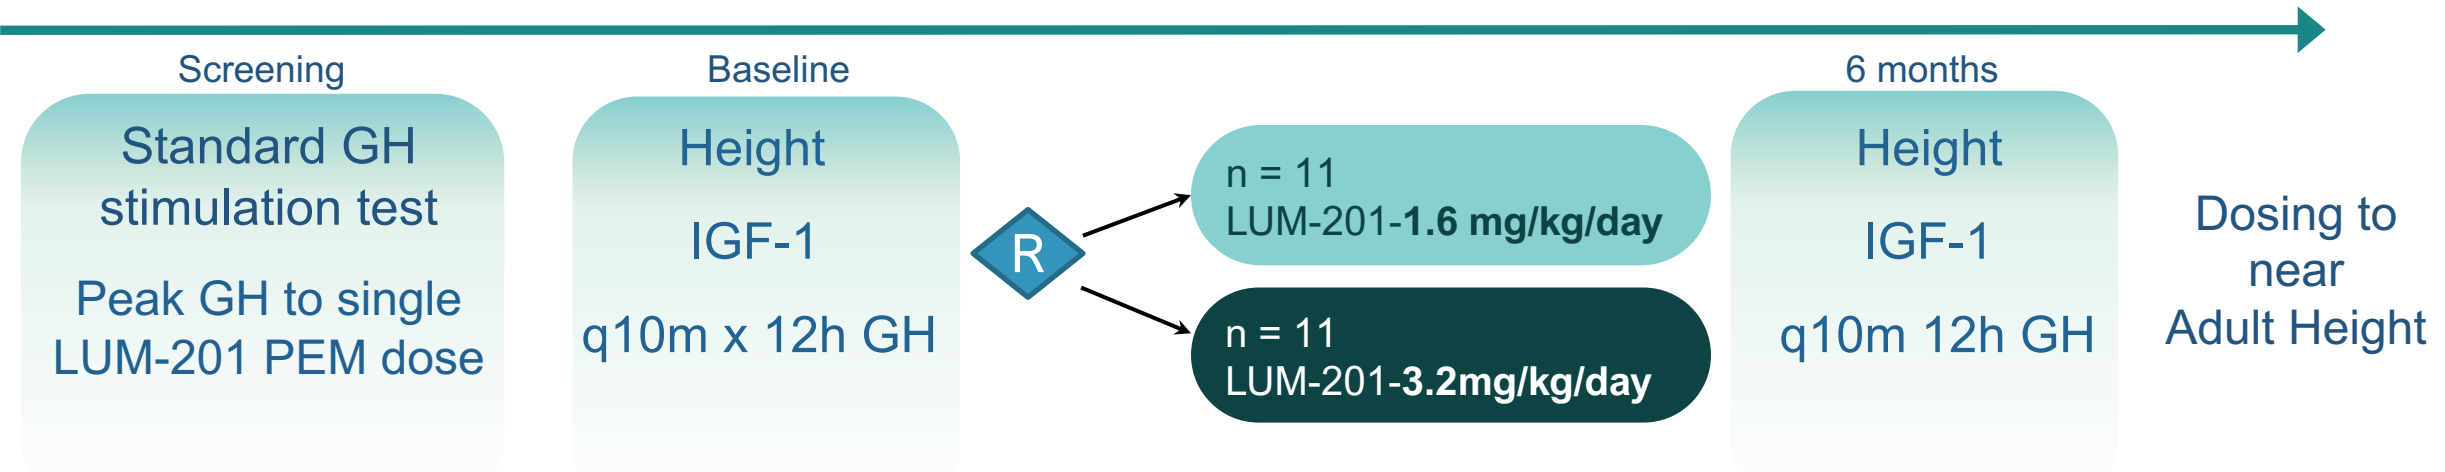 Screening
Standard GH
stimulation test
Peak GH to single
LUM-201 PEM dose
Baseline
Height
IGF-1
q10m x 12h GH
R
n = 11
LUM-201-1.6 mg/kg/day
n = 11
LUM-201-3.2mg/kg/day
6 months
Height
IGF-1
q10m 12h GH
Dosing to
near
Adult Height